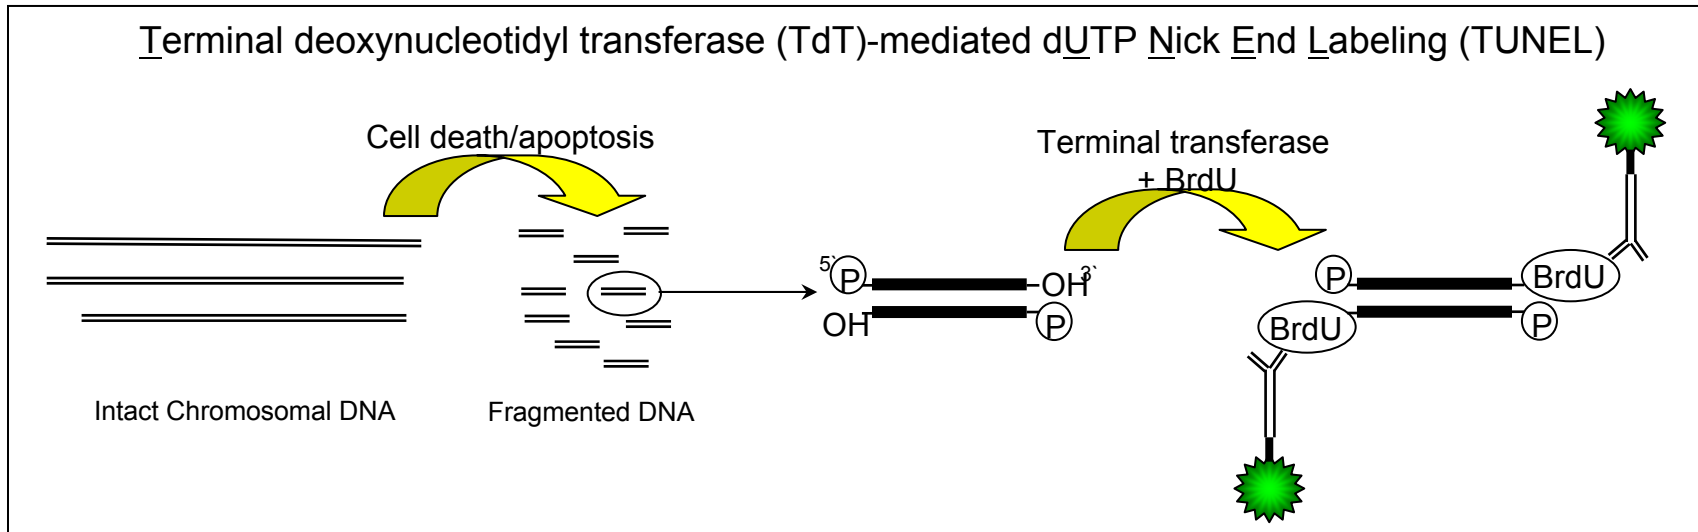 Terminal deoxynucleotidyl transferase (TdT)-mediated dUTP Nick End Labeling (TUNEL)
Cell death/apoptosis
Terminal transferase
+ BrdU
5` P OH 3`
OH P
P BrdU
BrdU P
Intact Chromosomal DNA
Fragmented DNA